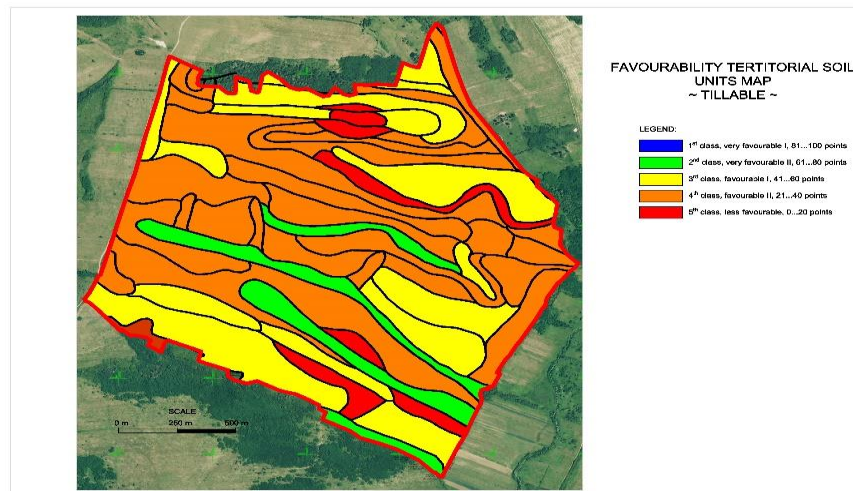 FAVOURABILITY TERTITORIAL SOIL
UNITS MAP
~ TILLABLE ~
LEGEND:
1st class, very favourable I, 81...100 points
2nd class, very favourable II, 61...80 points
3rd class, favourable I, 41...60 points
4th class, favourable II, 21...40 points
5th class, less favourable, 0...20 points
SCALE
0 m 250 m 500 m